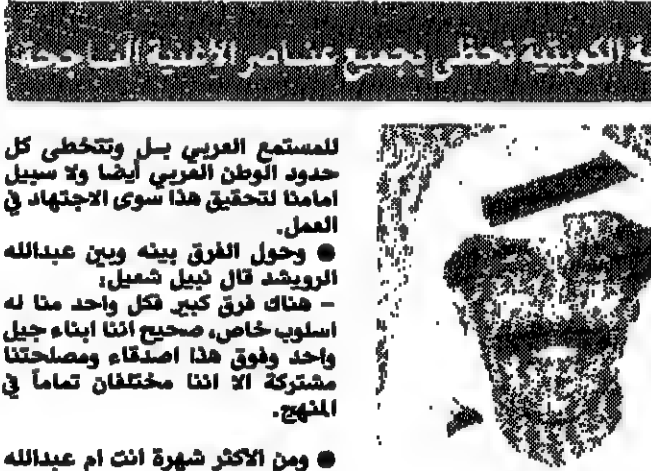 ية الكويتية تحظى بجميع عناصر الاغنية الناجحة
للمستمع العربي بل وتتخطى كل
حدود الوطن العربي أيضا ولا سبيل
امامنا لتحقيق هذا سوى الاجتهاد في
العمل.
● وحول الفرق بينه وبين عبدالله
الرويشد قال نبيل شعيل:
– هناك فرق كبير فكل واحد منا له
اسلوب خاص، صحيح اننا ابناء جيل
واحد وفوق هذا اصدقاء ومصلحتنا
مشتركة الا اننا مختلفان تماماً في
المنهج.
● ومن الاكثر شهرة انت ام عبدالله